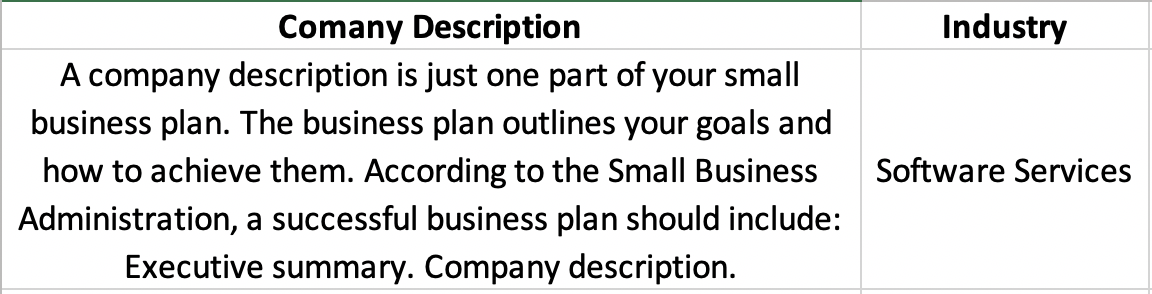 Comany Description
Industry
A company description is just one part of your small
business plan. The business plan outlines your goals and
how to achieve them. According to the Small Business
Administration, a successful business plan should include:
Executive summary. Company description.
Software Services